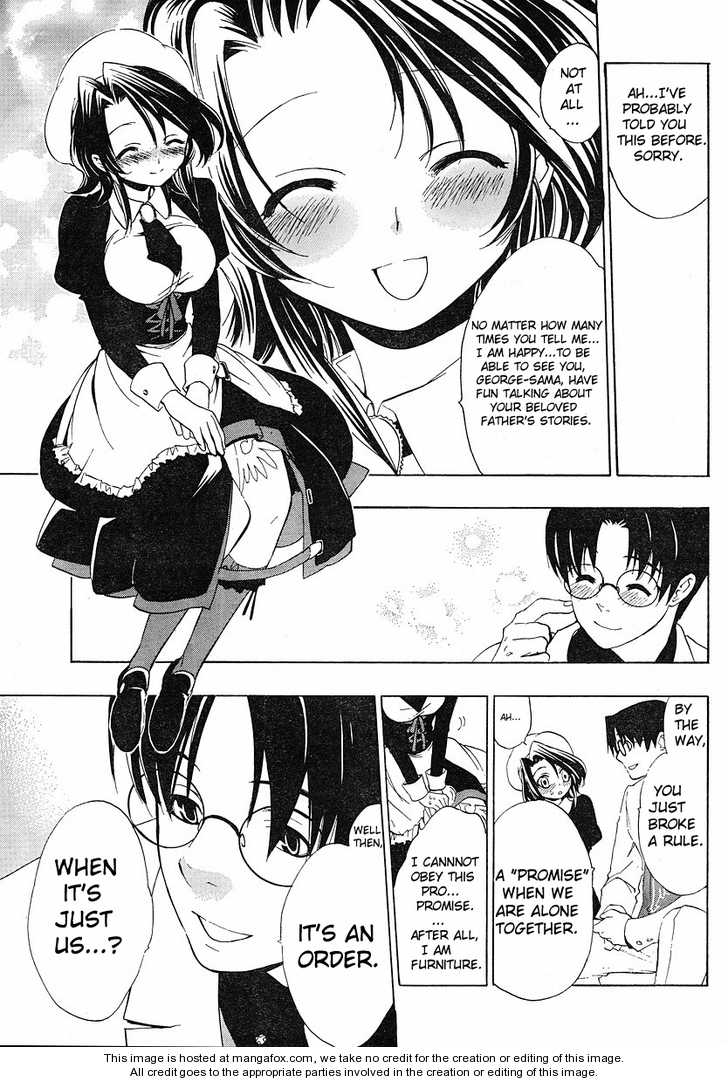 AH...I'VE
PROBABLY
TOLD YOU
THIS BEFORE.
SORRY.
NOT
AT
ALL
...
NO MATTER HOW MANY
TIMES YOU TELL ME...
I AM HAPPY...TO BE
ABLE TO SEE YOU,
GEORGE-SAMA, HAVE
FUN TALKING ABOUT
YOUR BELOVED
FATHER'S STORIES.
BY
THE
WAY,
YOU
JUST
BROKE
A RULE.
AH...
A "PROMISE"
WHEN WE
ARE ALONE
TOGETHER.
I CANNNOT
OBEY THIS
PRO...
PROMISE.
...
AFTER ALL,
I AM
FURNITURE.
WELL
THEN,
IT'S AN
ORDER.
WHEN
IT'S
JUST
US...?
This image is hosted at mangafox.com, we take no credit for the creation or editing of this image.
All credit goes to the appropriate parties involved in the creation or editing of this image.